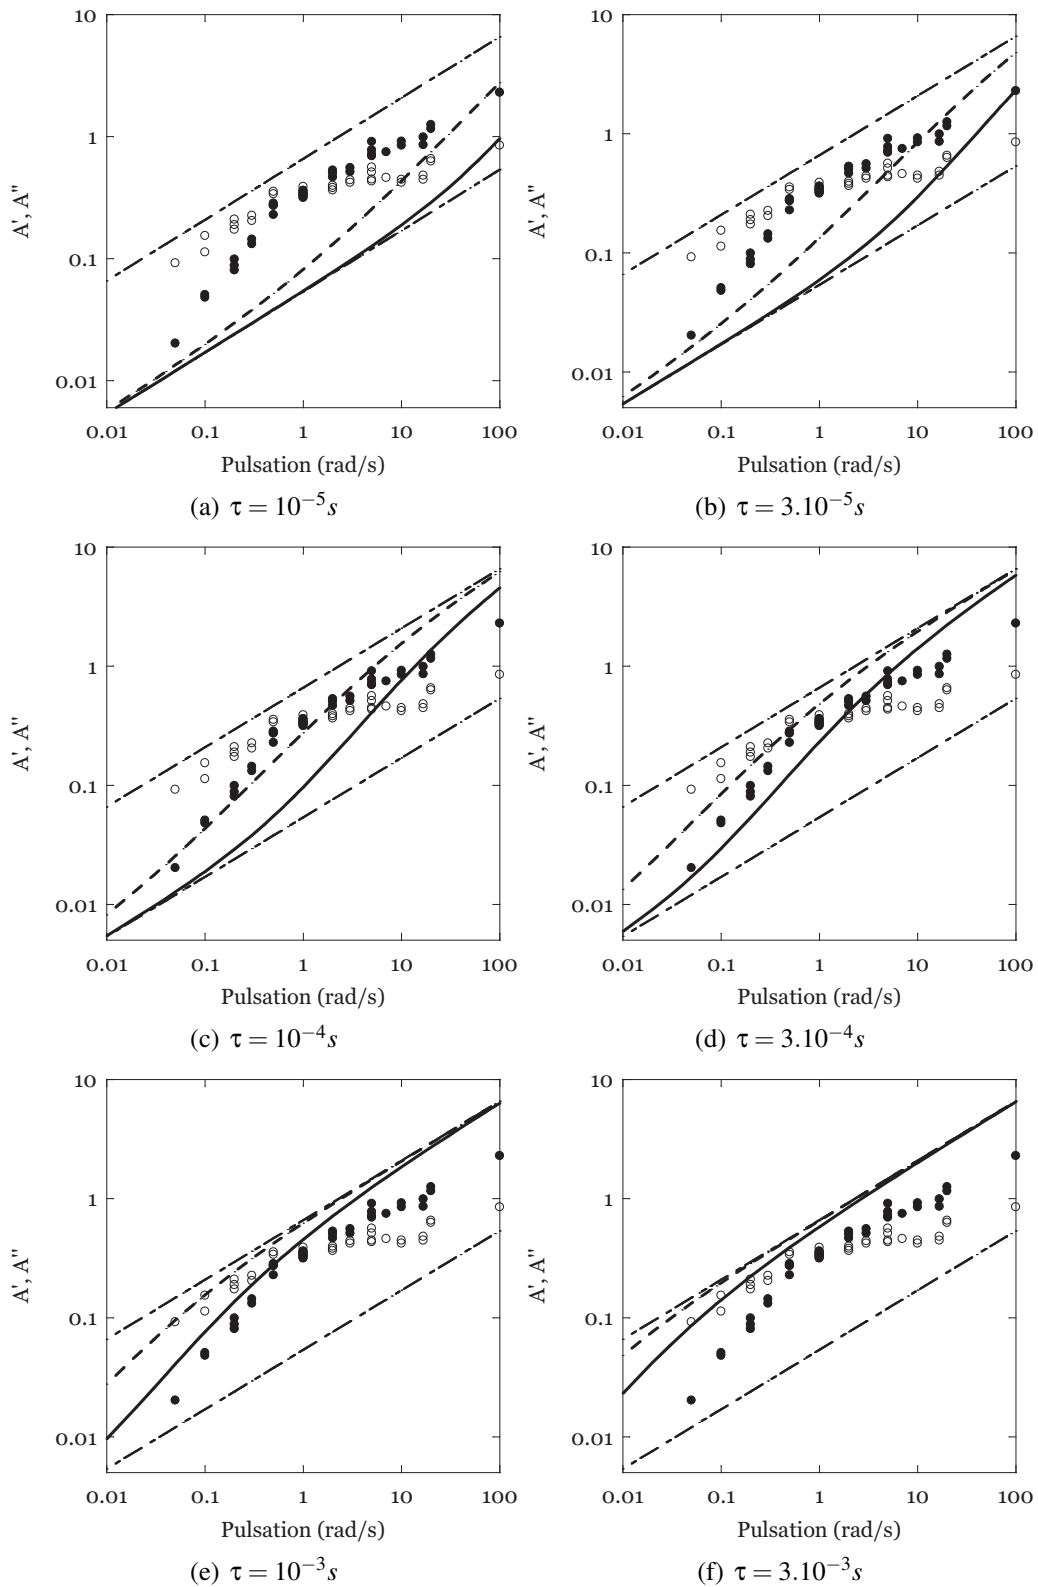 10
1
0.1
0.01
A', A"
0.01 0.1 1 10 100
Pulsation (rad/s)
(a) τ = 10⁻⁵s
10
1
0.1
0.01
A', A"
0.01 0.1 1 10 100
Pulsation (rad/s)
(b) τ = 3.10⁻⁵s
10
1
0.1
0.01
A', A"
0.01 0.1 1 10 100
Pulsation (rad/s)
(c) τ = 10⁻⁴s
10
1
0.1
0.01
A', A"
0.01 0.1 1 10 100
Pulsation (rad/s)
(d) τ = 3.10⁻⁴s
10
1
0.1
0.01
A', A"
0.01 0.1 1 10 100
Pulsation (rad/s)
(e) τ = 10⁻³s
10
1
0.1
0.01
A', A"
0.01 0.1 1 10 100
Pulsation (rad/s)
(f) τ = 3.10⁻³s